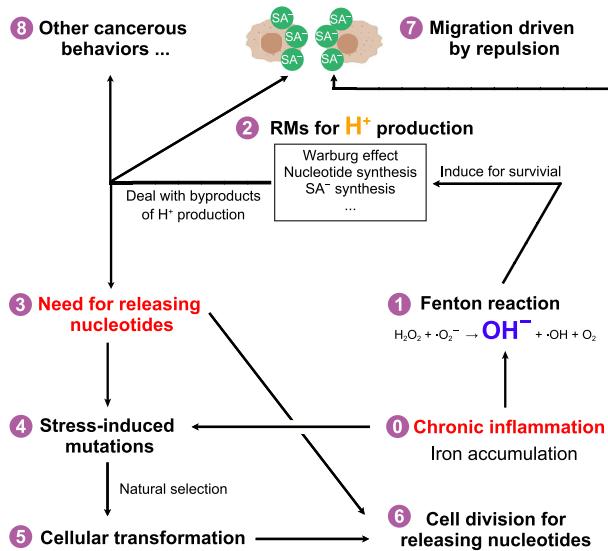 8 Other cancerous
behaviors ...
SA⁻ SA⁻
SA⁻ SA⁻
SA⁻ SA⁻
7 Migration driven
by repulsion
2 RMs for H⁺ production
Warburg effect
Nucleotide synthesis
SA⁻ synthesis
...
Induce for survivial
Deal with byproducts
of H⁺ production
3 Need for releasing
nucleotides
1 Fenton reaction
H₂O₂ + ·O₂⁻ → OH⁻ + ·OH + O₂
4 Stress-induced
mutations
0 Chronic inflammation
Iron accumulation
Natural selection
5 Cellular transformation
6 Cell division for
releasing nucleotides